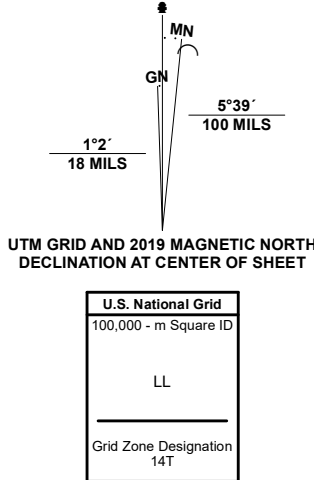 MN
GN
5°39´
100 MILS
1°2´
18 MILS
UTM GRID AND 2019 MAGNETIC NORTH
DECLINATION AT CENTER OF SHEET
U.S. National Grid
100,000 - m Square ID
LL
Grid Zone Designation
14T